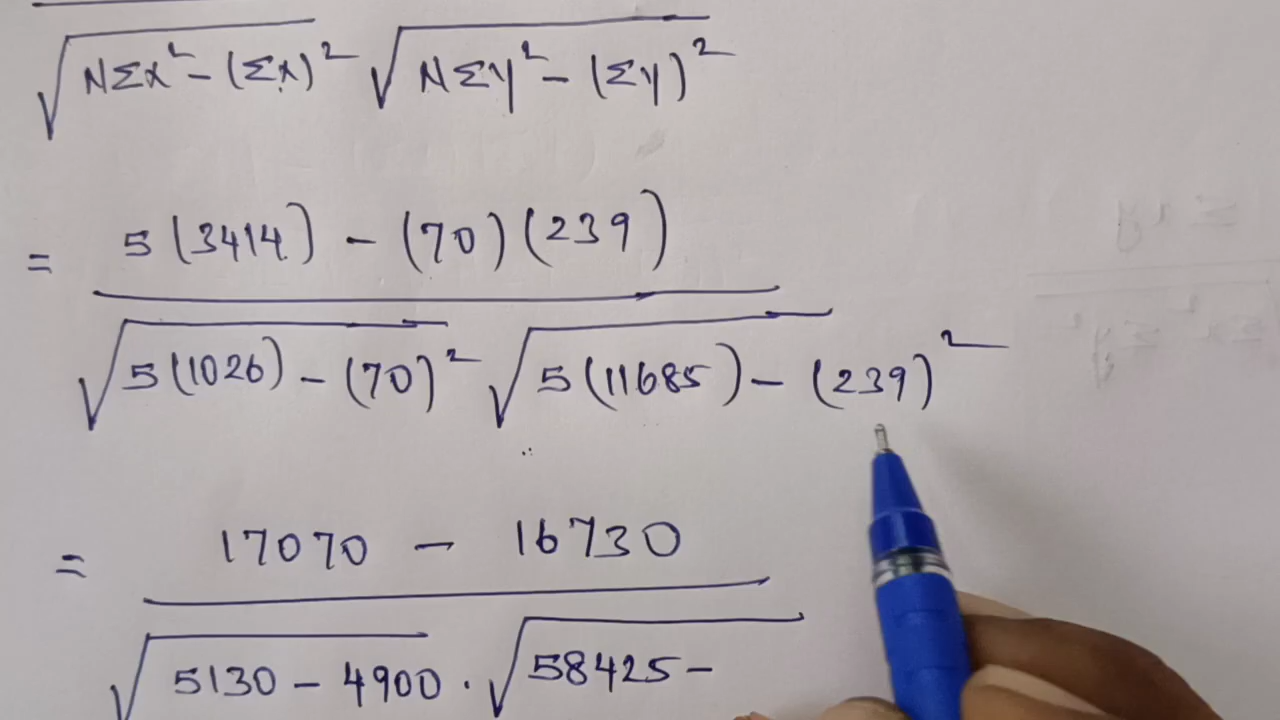 √NΣx² - (Σx)² √NΣy² - (Σy)²
= 5(3414) - (70)(239)
√5(1026) - (70)² √5(11685) - (239)²
= 17070 - 16730
√5130 - 4900 . √58425 -